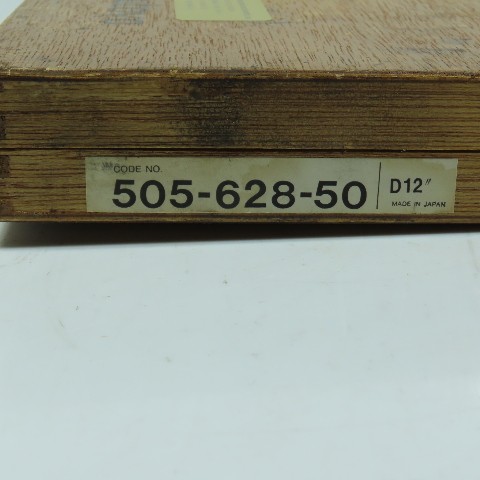 CODE NO.
505-628-50
D12"
MADE IN JAPAN